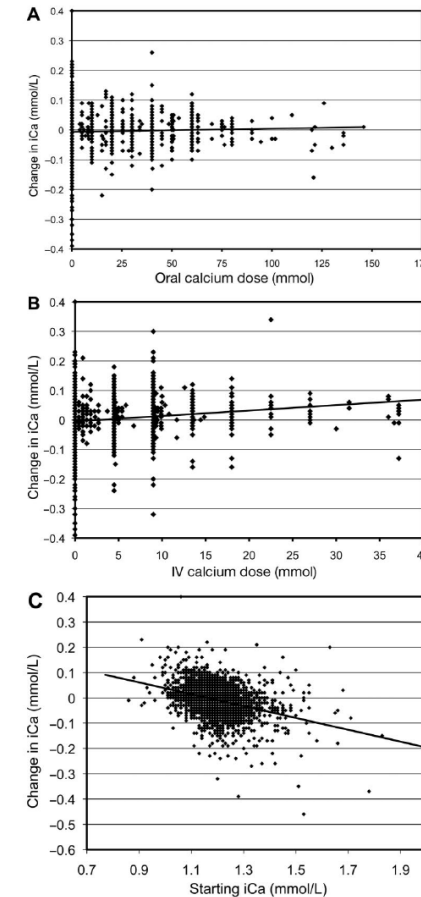 A
0.4
0.3
0.2
0.1
0
−0.1
−0.2
−0.3
−0.4
Change in iCa (mmol/L)
0 25 50 75 100 125 150 175
Oral calcium dose (mmol)
B
0.4
0.3
0.2
0.1
0
−0.1
−0.2
−0.3
−0.4
Change in iCa (mmol/L)
0 5 10 15 20 25 30 35 40
IV calcium dose (mmol)
C
0.4
0.3
0.2
0.1
0
−0.1
−0.2
−0.3
−0.4
−0.5
−0.6
Change in iCa (mmol/L)
0.7 0.9 1.1 1.3 1.5 1.7 1.9
Starting iCa (mmol/L)